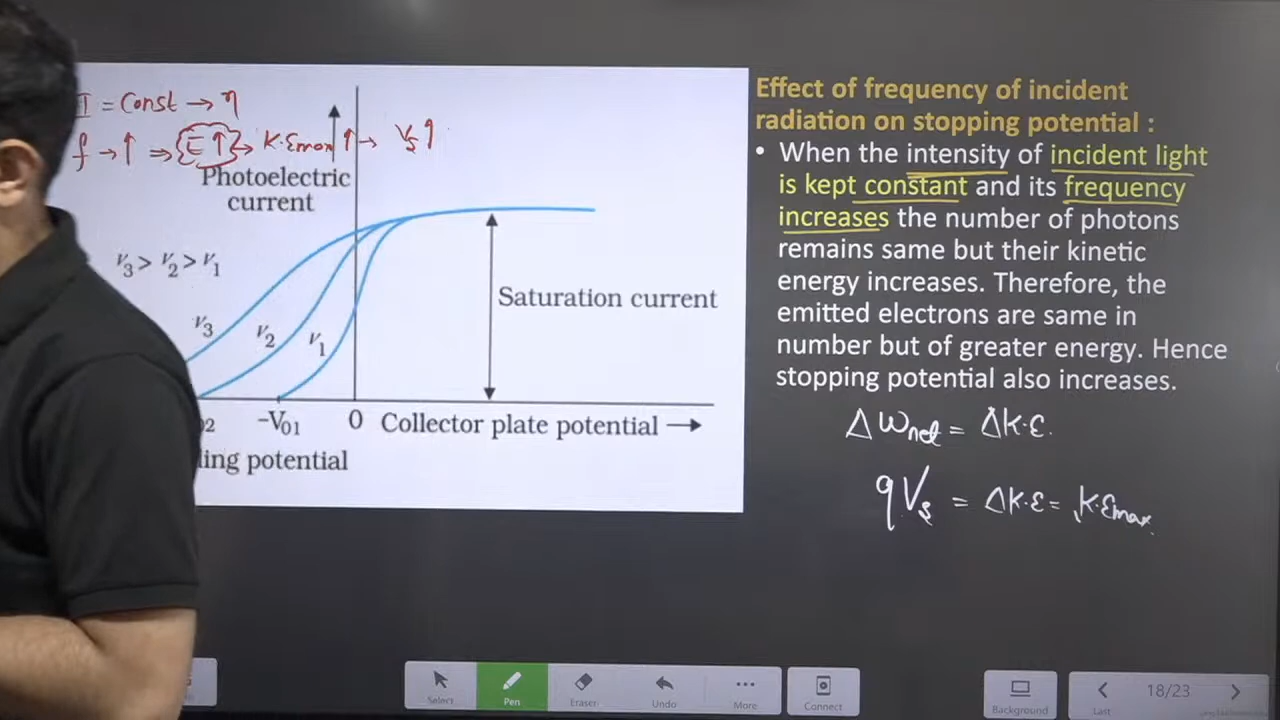 I = Const → η
f → ↑ ⇒ E↑ → K.Emax ↑ → Vs ↑
Photoelectric
current
ν3 > ν2 > ν1
ν3
ν2
ν1
Saturation current
02
-V01
0
Collector plate potential →
ing potential
Effect of frequency of incident
radiation on stopping potential :
• When the intensity of incident light
is kept constant and its frequency
increases the number of photons
remains same but their kinetic
energy increases. Therefore, the
emitted electrons are same in
number but of greater energy. Hence
stopping potential also increases.
ΔWnet = ΔK.E.
qVs = ΔK.E = K.Emax
Select
Pen
Eraser
Undo
More
Connect
Background
Last
18/23